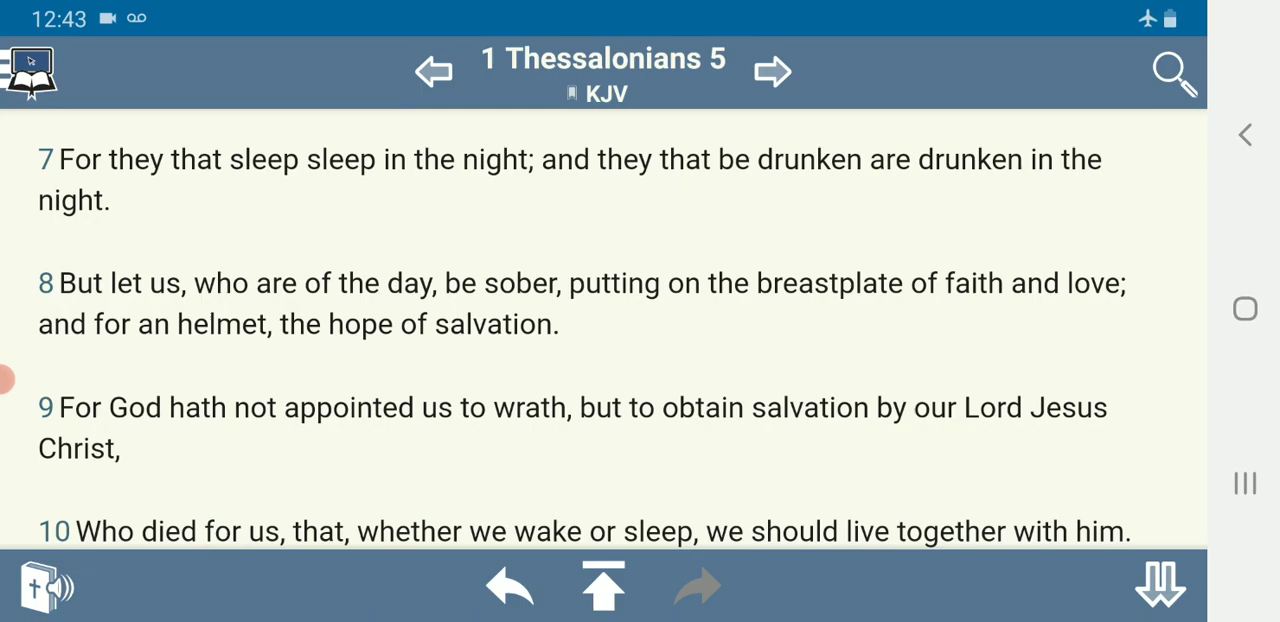 12:43
1 Thessalonians 5
KJV
7 For they that sleep sleep in the night; and they that be drunken are drunken in the
night.
8 But let us, who are of the day, be sober, putting on the breastplate of faith and love;
and for an helmet, the hope of salvation.
9 For God hath not appointed us to wrath, but to obtain salvation by our Lord Jesus
Christ,
10 Who died for us, that, whether we wake or sleep, we should live together with him.